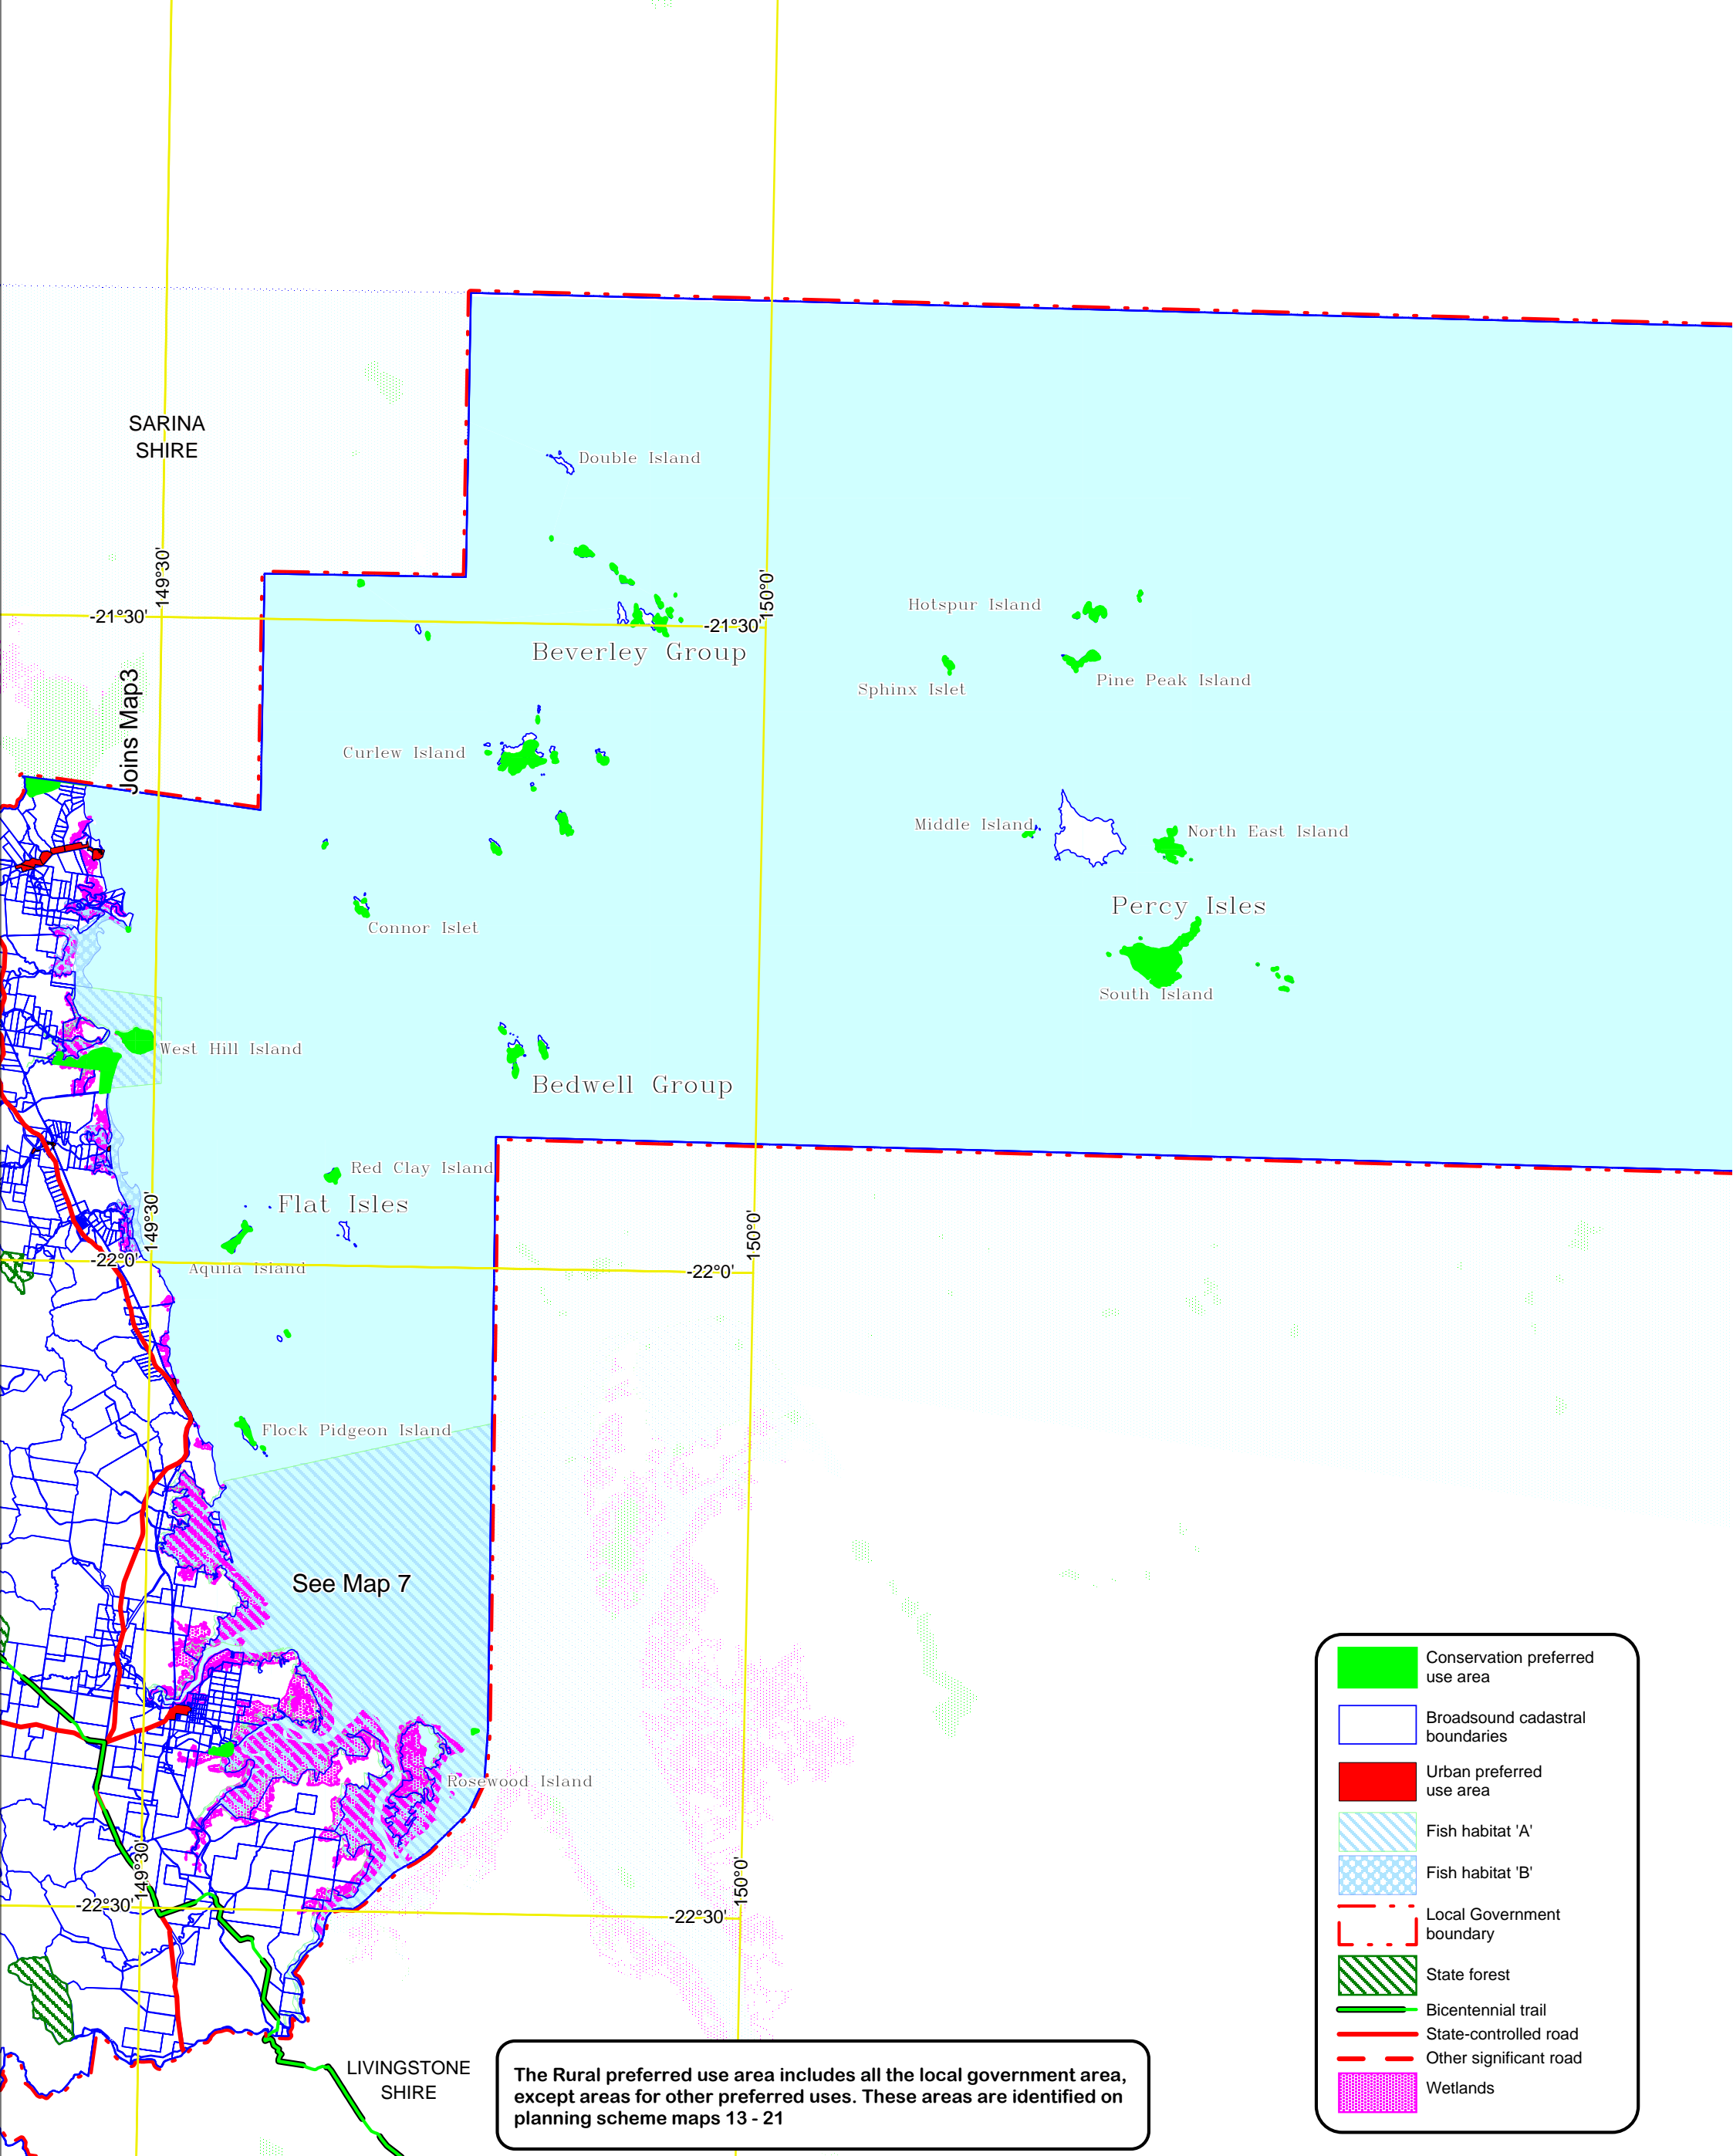 SARINA
SHIRE
Double Island
149°30'
150°0'
-21°30'
-21°30'
Hotspur Island
Beverley Group
Sphinx Islet
Pine Peak Island
Joins Map3
Curlew Island
Middle Island
North East Island
Percy Isles
Connor Islet
South Island
West Hill Island
Bedwell Group
Red Clay Island
Flat Isles
149°30'
150°0'
-22°0'
Aquila Island
-22°0'
Flock Pidgeon Island
See Map 7
Rosewood Island
149°30'
150°0'
-22°30'
-22°30'
LIVINGSTONE
SHIRE
The Rural preferred use area includes all the local government area,
except areas for other preferred uses. These areas are identified on
planning scheme maps 13 - 21
Conservation preferred
use area
Broadsound cadastral
boundaries
Urban preferred
use area
Fish habitat 'A'
Fish habitat 'B'
Local Government
boundary
State forest
Bicentennial trail
State-controlled road
Other significant road
Wetlands